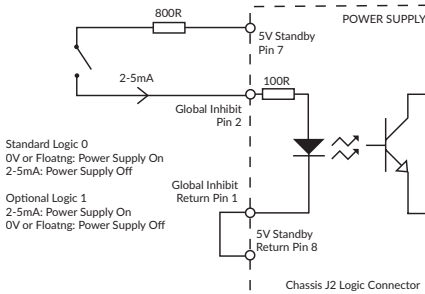 800R
POWER SUPPLY
5V Standby
Pin 7
2-5mA
100R
Global Inhibit
Pin 2
Standard Logic 0
0V or Floatng: Power Supply On
2-5mA: Power Supply Off
Optional Logic 1
2-5mA: Power Supply On
0V or Floatng: Power Supply Off
Global Inhibit
Return Pin 1
5V Standby
Return Pin 8
Chassis J2 Logic Connector